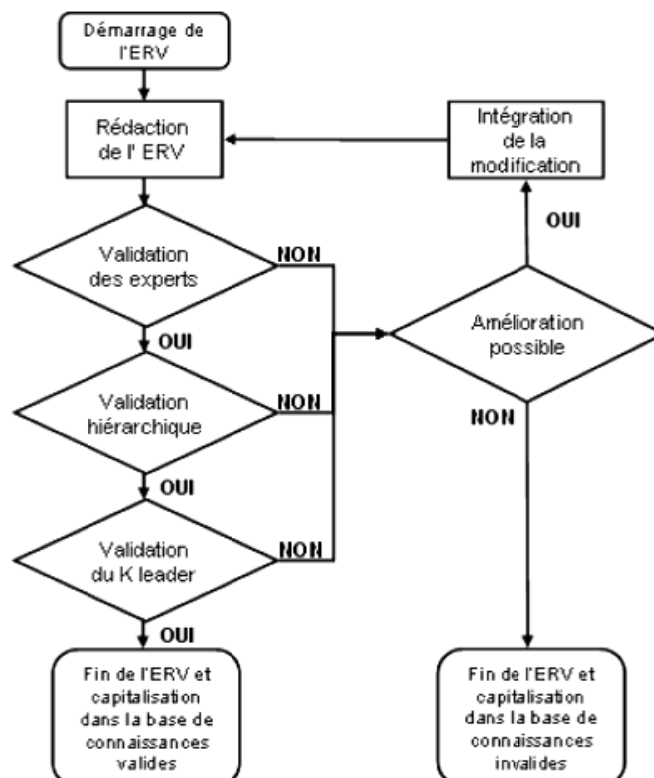 Démarrage de
l'ERV
Rédaction
de l' ERV
Intégration
de la
modification
OUI
Validation
des experts
NON
Amélioration
possible
OUI
Validation
hiérarchique
NON
NON
OUI
Validation
du K leader
NON
OUI
Fin de l'ERV et
capitalisation
dans la base de
connaissances
valides
Fin de l'ERV et
capitalisation
dans la base de
connaissances
invalides